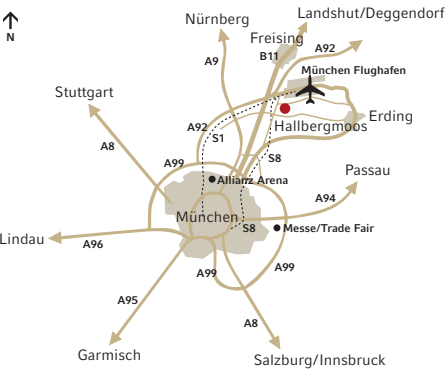 Nürnberg
Landshut/Deggendorf
N
Freising
B11
A92
A9
München Flughafen
Stuttgart
Hallbergmoos
Erding
A92
S1
A8
A99
S8
Passau
Allianz Arena
A94
München
S8
Messe/Trade Fair
Lindau
A96
A99
A99
A95
A8
Garmisch
Salzburg/Innsbruck